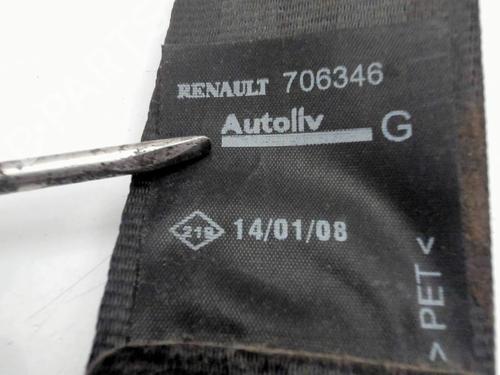 RENAULT 706346
Autoliv G
219 14/01/08
> PET <